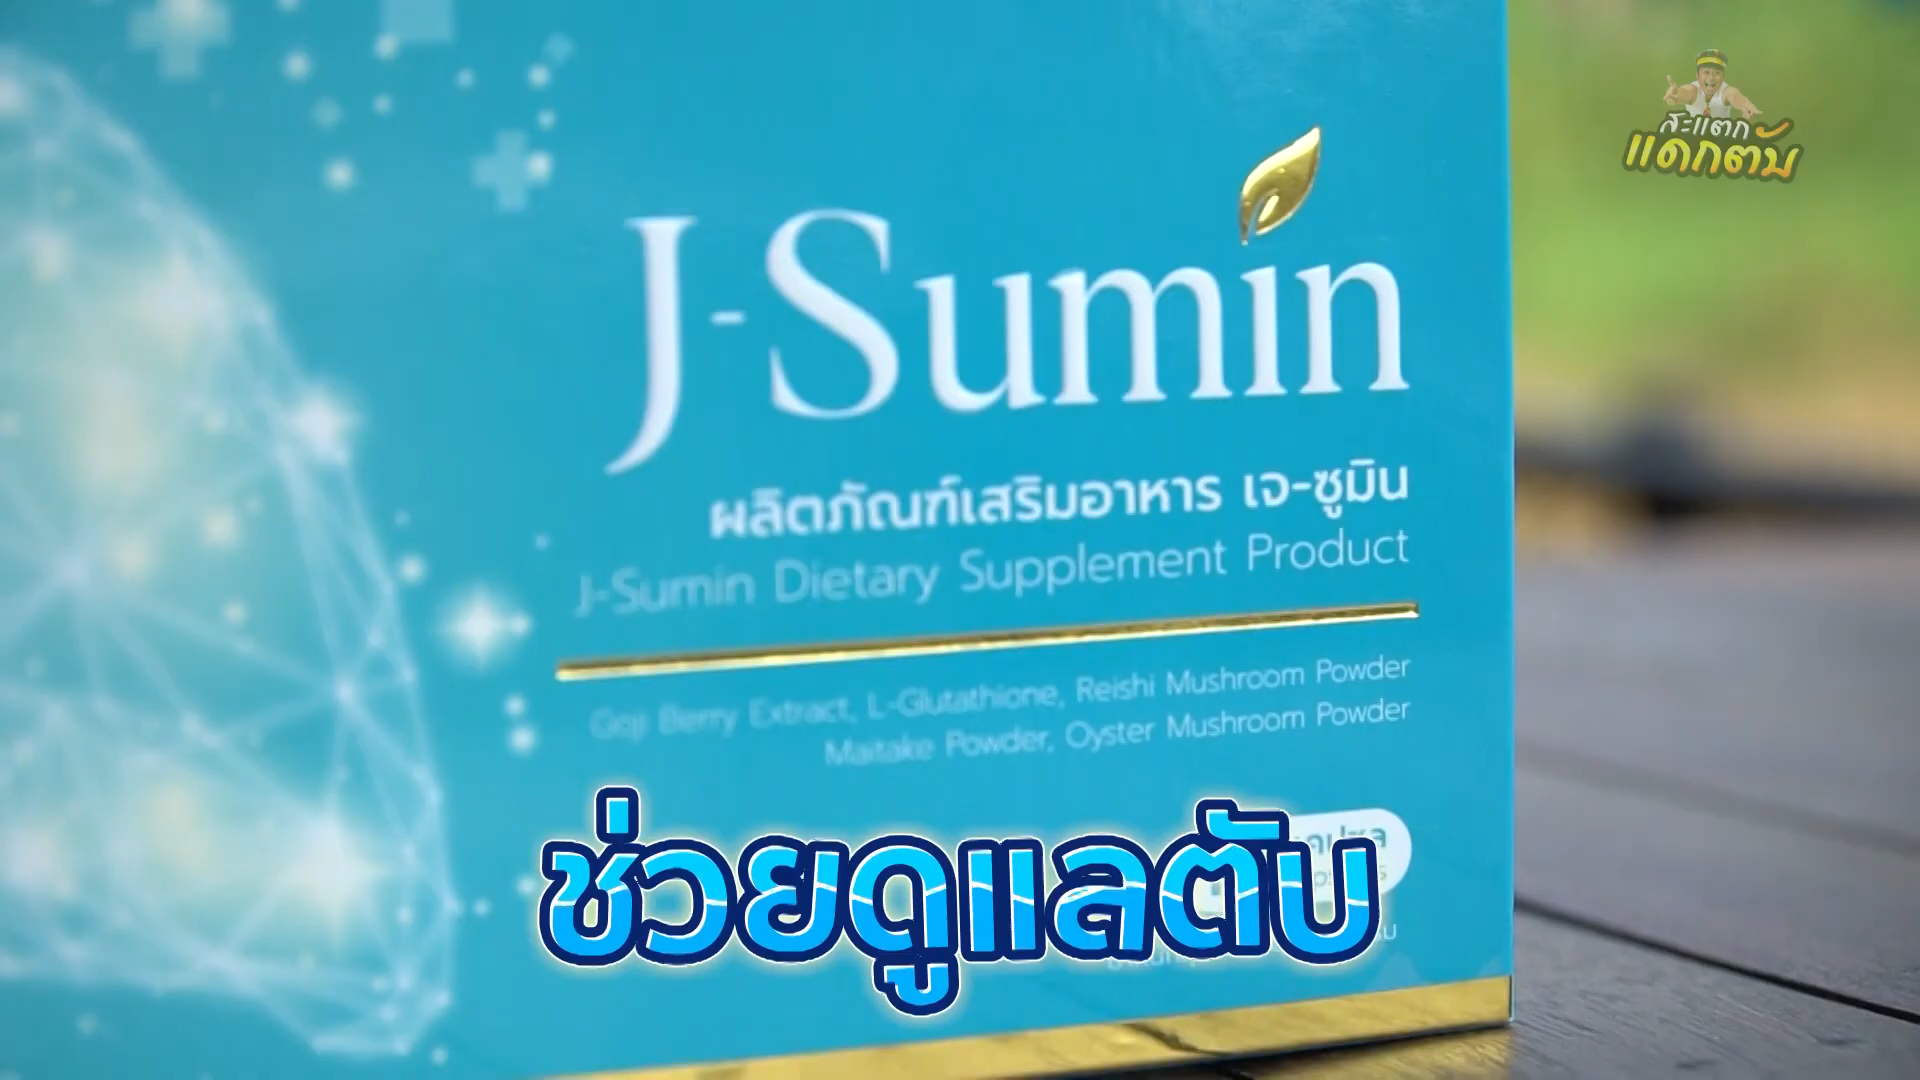 สะแตก
แดกตับ
J-Sumin
ผลิตภัณฑ์เสริมอาหาร เจ-ซูมิน
J-Sumin Dietary Supplement Product
Goji Berry Extract, L-Glutathione, Reishi Mushroom Powder
Maitake Powder, Oyster Mushroom Powder
ช่วยดูแลตับ